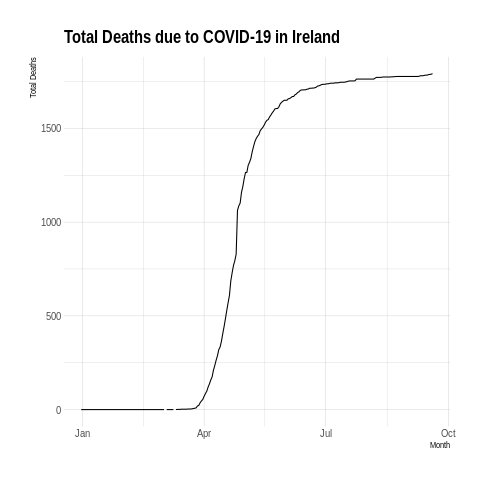 Total Deaths due to COVID-19 in Ireland
Total Deaths
1500
1000
500
0
Jan Apr Jul Oct
Month